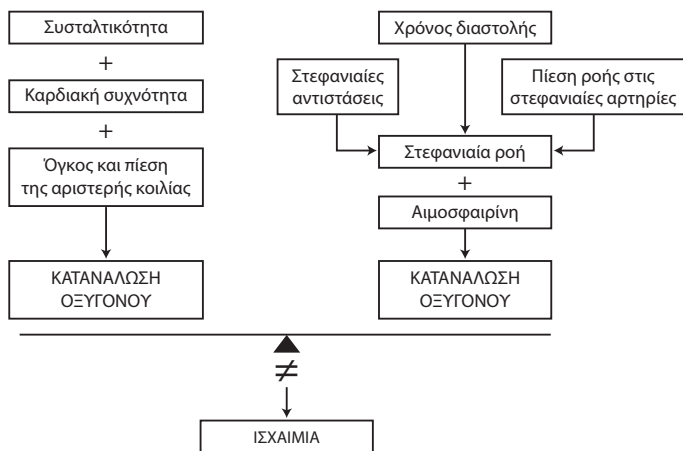 Συσταλτικότητα
+
Καρδιακή συχνότητα
+
Όγκος και πίεση
της αριστερής κοιλίας
ΚΑΤΑΝΑΛΩΣΗ
ΟΞΥΓΟΝΟΥ
Χρόνος διαστολής
Στεφανιαίες
αντιστάσεις
Πίεση ροής στις
στεφανιαίες αρτηρίες
Στεφανιαία ροή
+
Αιμοσφαιρίνη
ΚΑΤΑΝΑΛΩΣΗ
ΟΞΥΓΟΝΟΥ
≠
ΙΣΧΑΙΜΙΑ